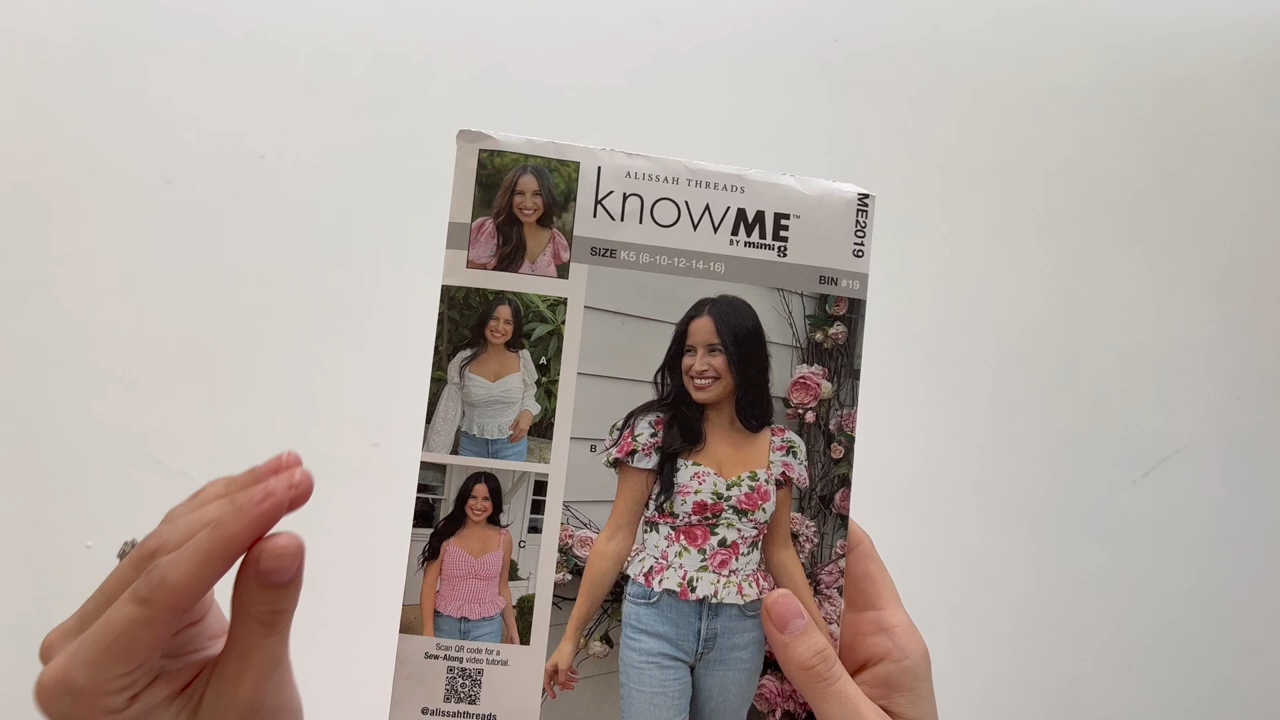 ALISSAH THREADS
knowME™
BY mimi g
ME2019
SIZE K5 (8-10-12-14-16)
BIN #19
A
B
C
Scan QR code for a
Sew-Along video tutorial.
@alissahthreads